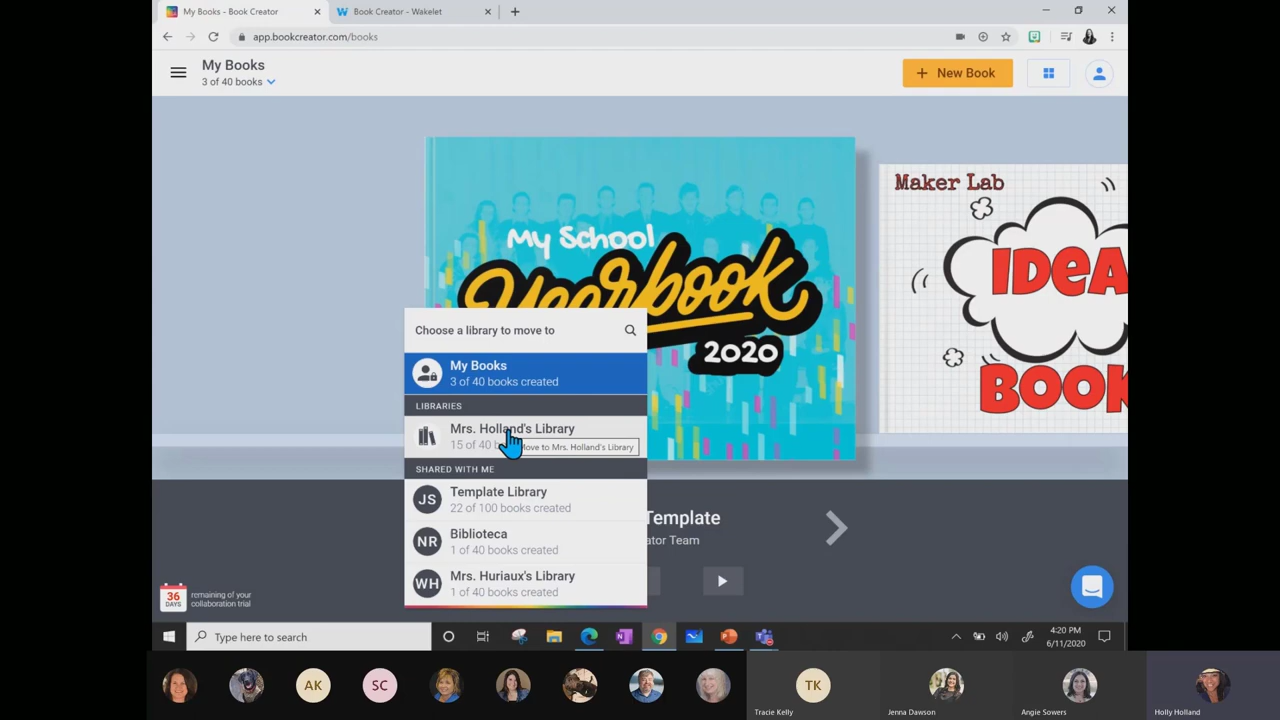 My Books - Book Creator
Book Creator - Wakelet
app.bookcreator.com/books
My Books
3 of 40 books
New Book
My School
Yearbook
2020
Maker Lab
IDEA
BOOK
Choose a library to move to
My Books
3 of 40 books created
LIBRARIES
Mrs. Holland's Library
15 of 40
Move to Mrs. Holland's Library
SHARED WITH ME
JS
Template Library
22 of 100 books created
NR
Biblioteca
1 of 40 books created
WH
Mrs. Huriaux's Library
1 of 40 books created
Template
ator Team
36
DAYS
remaining of your
collaboration trial
Type here to search
4:20 PM
6/11/2020
AK
SC
TK
Tracie Kelly
Jenna Dawson
Angie Sowers
Holly Holland